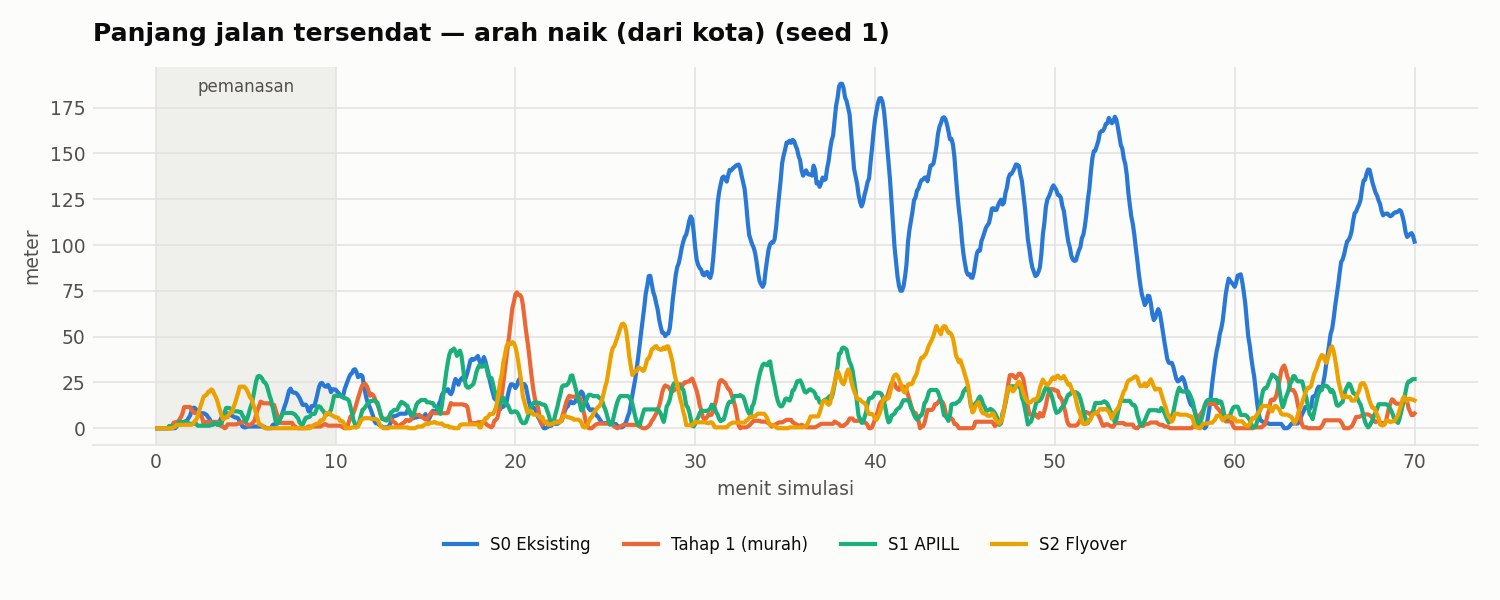 Panjang jalan tersendat — arah naik (dari kota) (seed 1)
pemanasan
175
150
125
100
75
50
25
0
meter
0 10 20 30 40 50 60 70
menit simulasi
S0 Eksisting Tahap 1 (murah) S1 APILL S2 Flyover